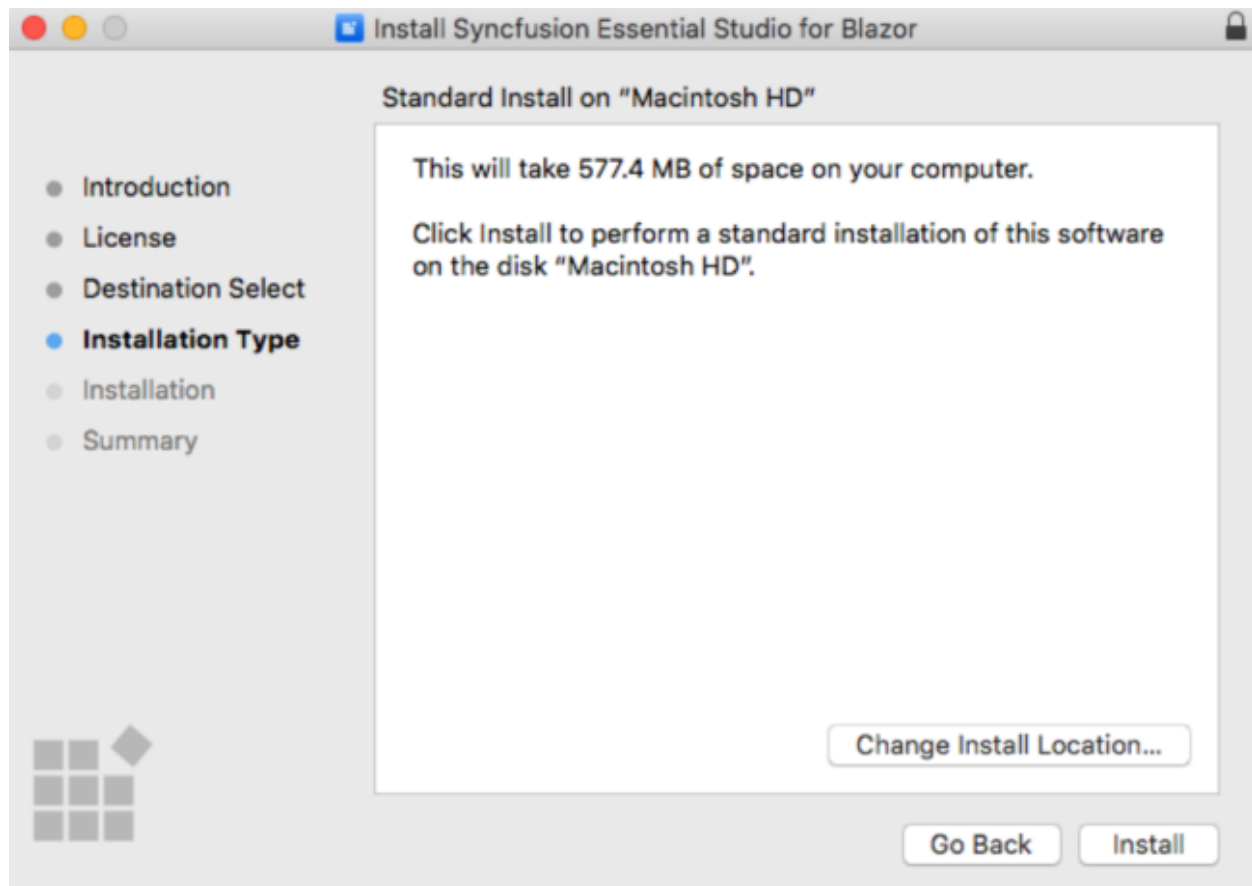 Install Syncfusion Essential Studio for Blazor
Standard Install on “Macintosh HD”
Introduction
License
Destination Select
Installation Type
Installation
Summary
This will take 577.4 MB of space on your computer.
Click Install to perform a standard installation of this software
on the disk “Macintosh HD”.
Change Install Location...
Go Back
Install